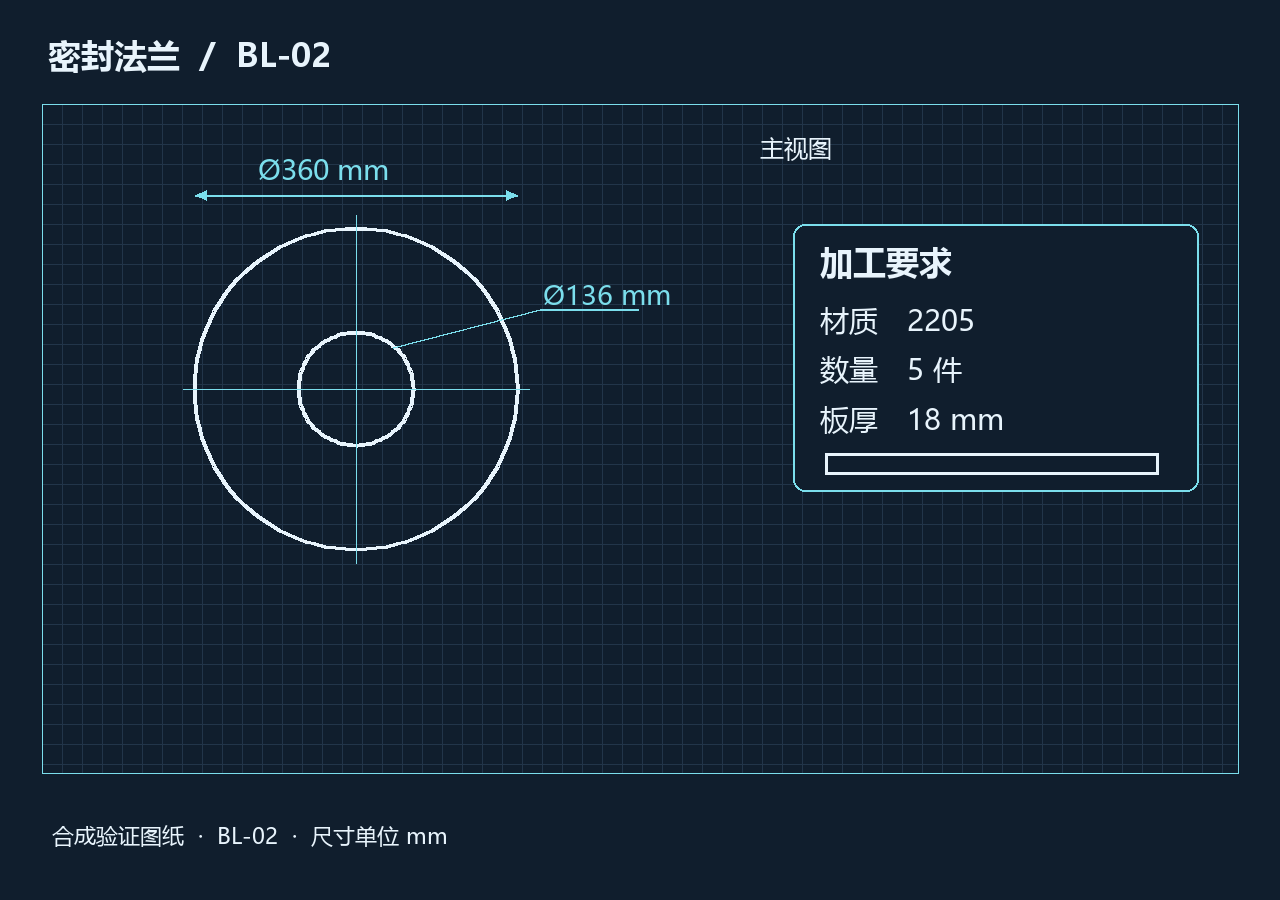 密封法兰 / BL-02
主视图
Ø360 mm
Ø136 mm
加工要求
材质 2205
数量 5 件
板厚 18 mm
合成验证图纸 · BL-02 · 尺寸单位 mm